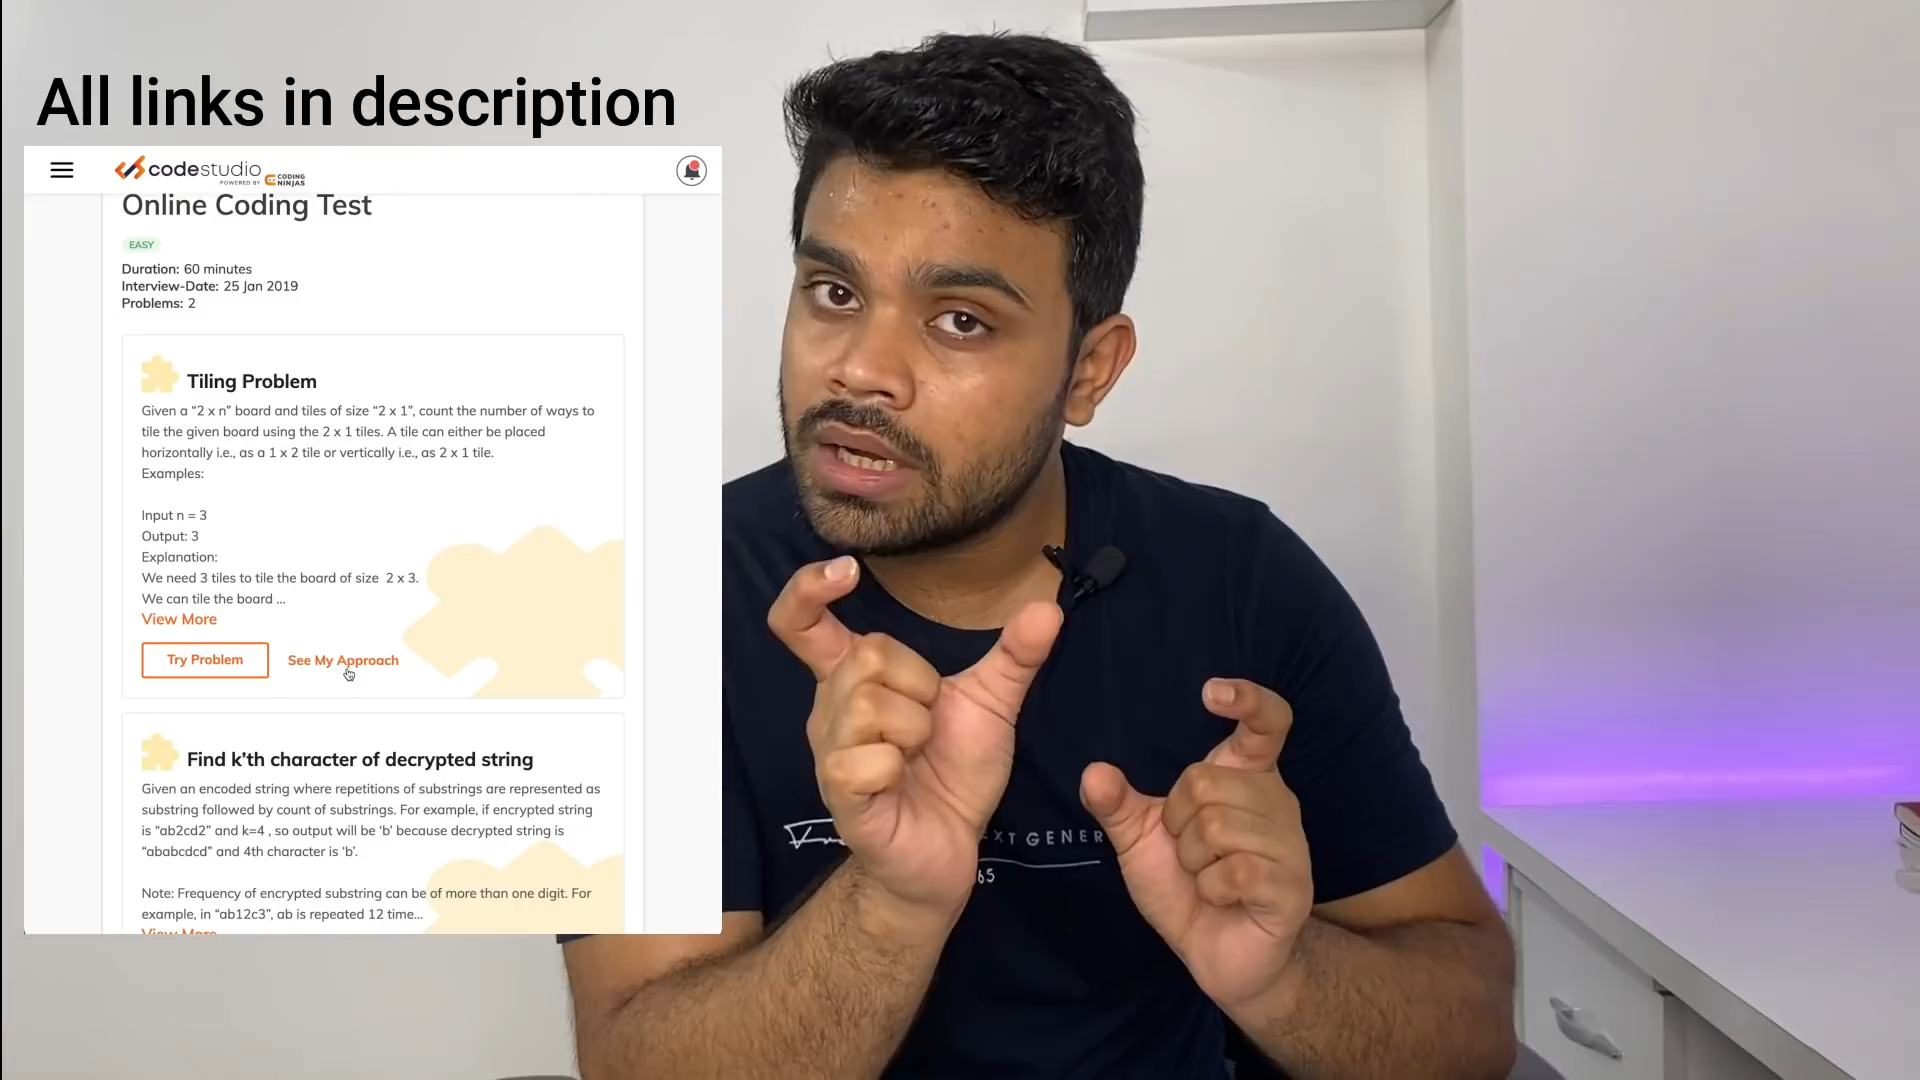 All links in description
codestudio
POWERED BY CODING NINJAS
Online Coding Test
EASY
Duration: 60 minutes
Interview-Date: 25 Jan 2019
Problems: 2
Tiling Problem
Given a “2 x n” board and tiles of size “2 x 1”, count the number of ways to
tile the given board using the 2 x 1 tiles. A tile can either be placed
horizontally i.e., as a 1 x 2 tile or vertically i.e., as 2 x 1 tile.
Examples:
Input n = 3
Output: 3
Explanation:
We need 3 tiles to tile the board of size  2 x 3.
We can tile the board ...
View More
Try Problem
See My Approach
Find k’th character of decrypted string
Given an encoded string where repetitions of substrings are represented as
substring followed by count of substrings. For example, if encrypted string
is “ab2cd2” and k=4 , so output will be ‘b’ because decrypted string is
“ababcdcd” and 4th character is ‘b’.
Note: Frequency of encrypted substring can be of more than one digit. For
example, in “ab12c3”, ab is repeated 12 time...
View More
EXT GENER
65